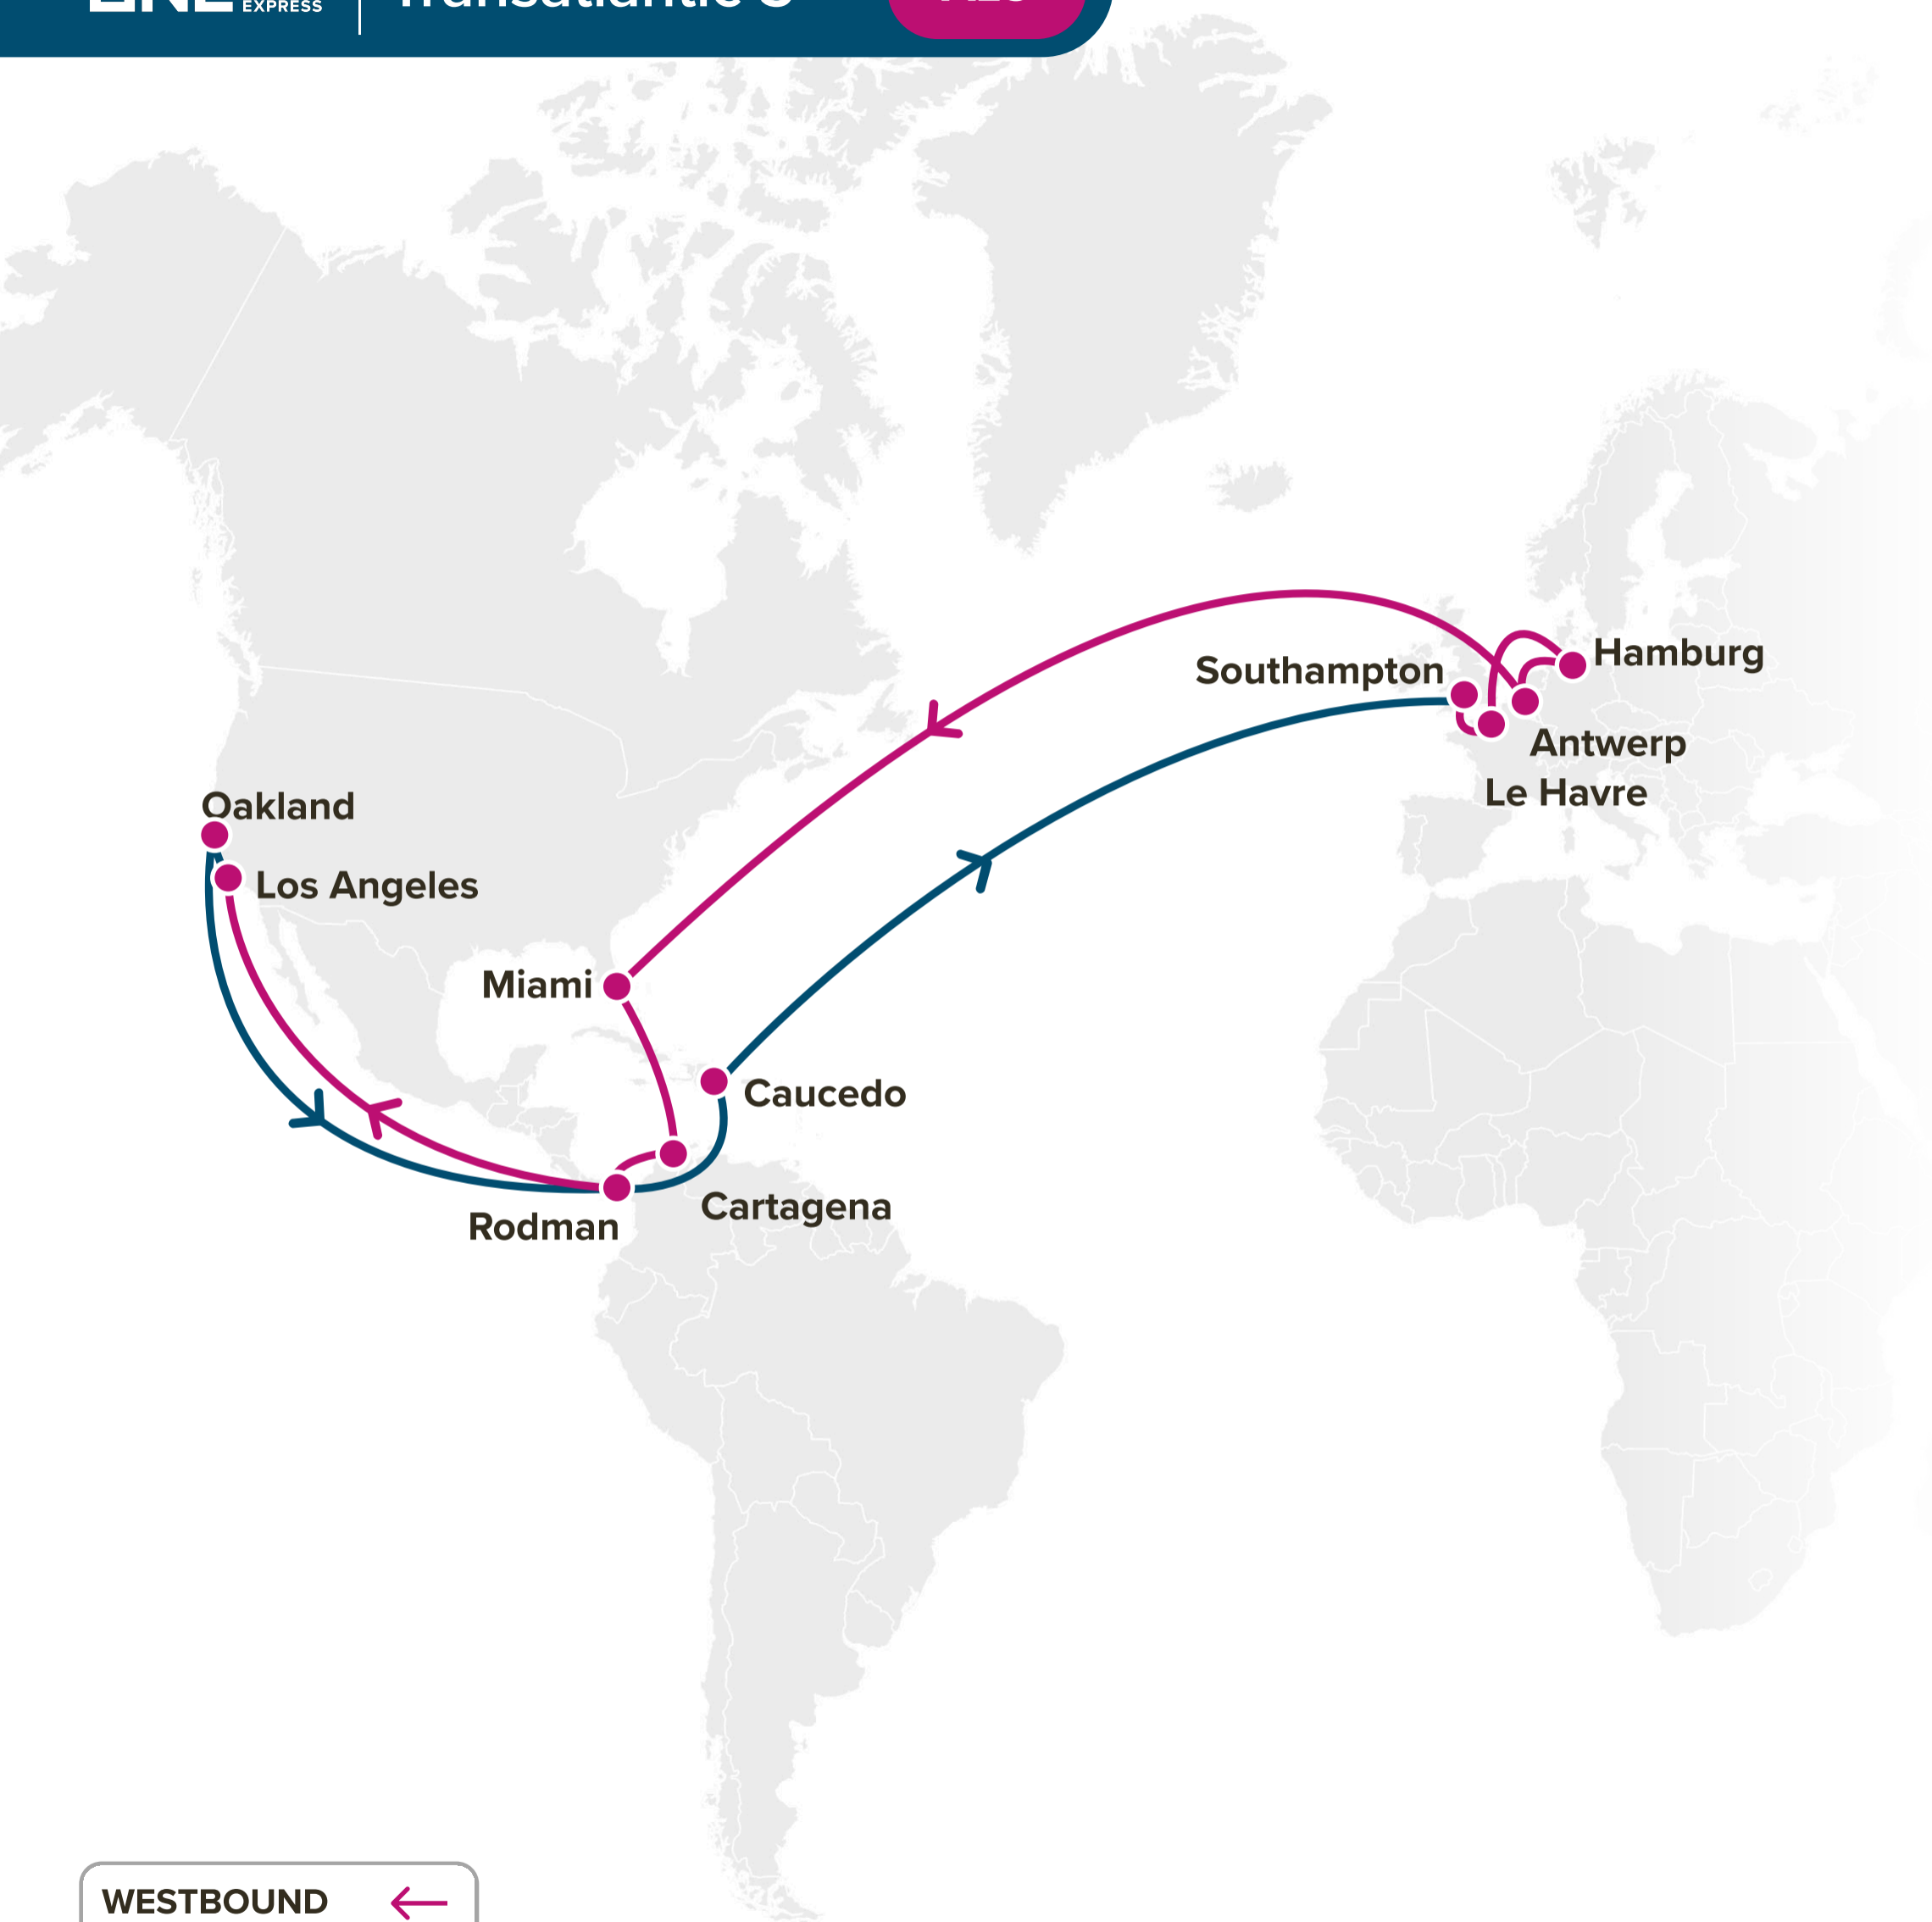 EXPRESS
Hamburg
Southampton
Antwerp
Le Havre
Oakland
Los Angeles
Miami
Caucedo
Cartagena
Rodman
WESTBOUND